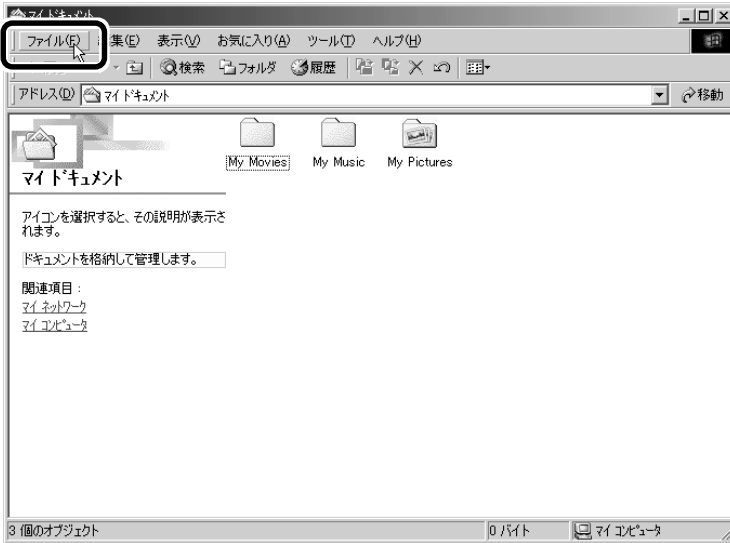 マイ ドキュメント
ファイル(F) 集(E) 表示(V) お気に入り(A) ツール(T) ヘルプ(H)
検索 フォルダ 履歴
アドレス(D) マイ ドキュメント 移動
My Movies My Music My Pictures
マイ ドキュメント
アイコンを選択すると、その説明が表示さ
れます。
ドキュメントを格納して管理します。
関連項目:
マイ ネットワーク
マイ コンピュータ
3 個のオブジェクト 0 バイト マイ コンピュータ